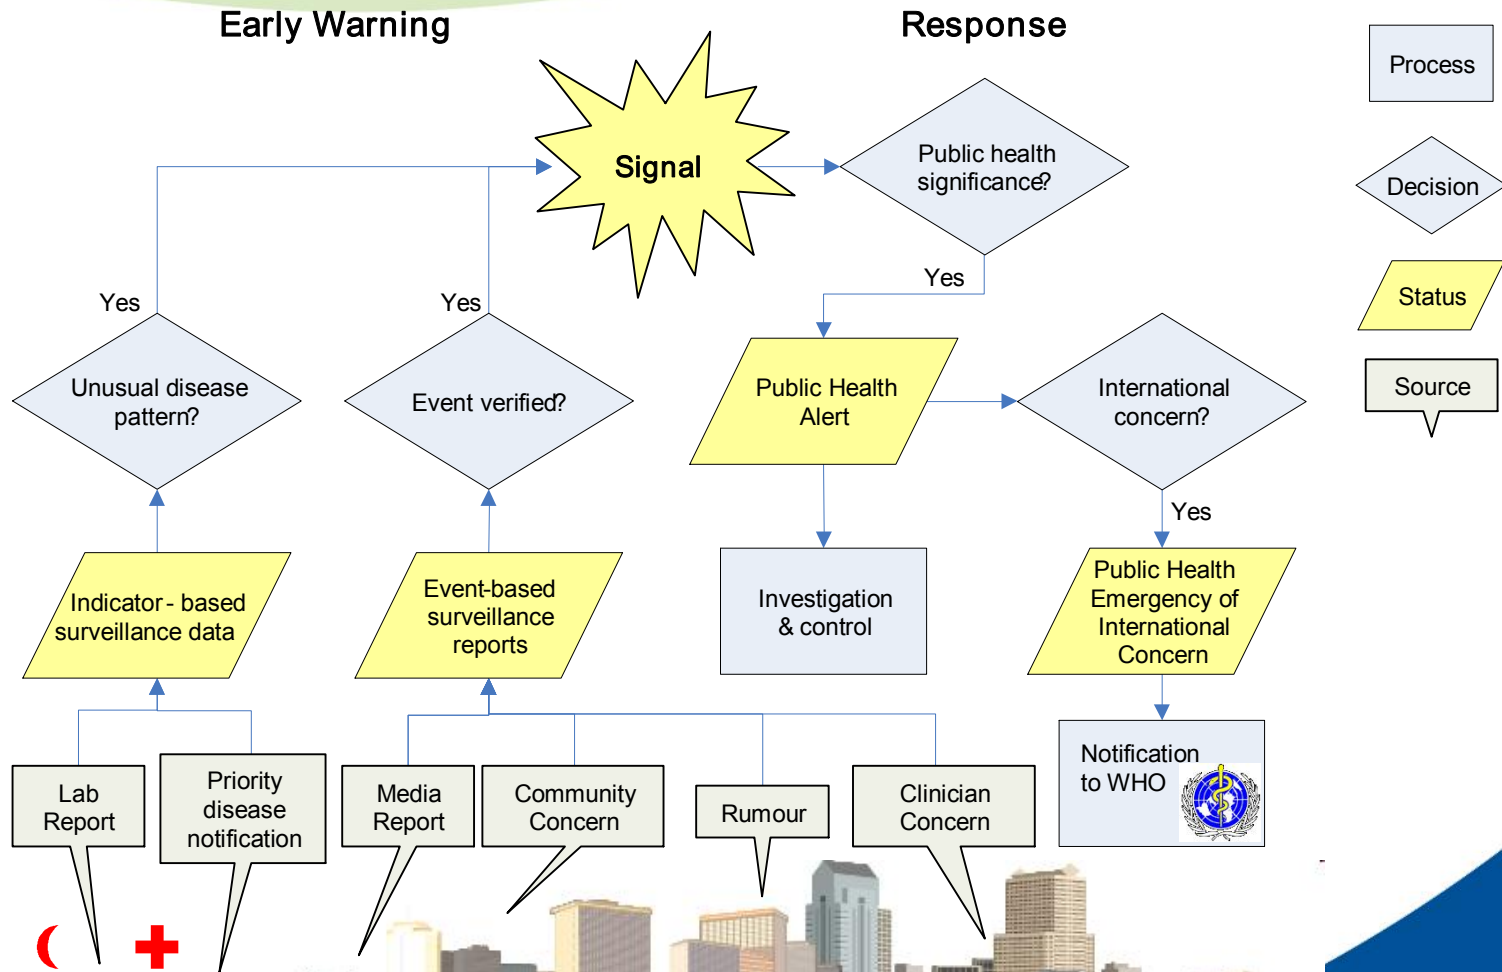 Early Warning
Response
Process
Decision
Status
Source
Signal
Public health
significance?
Yes
Yes
Yes
Unusual disease
pattern?
Event verified?
Public Health
Alert
International
concern?
Yes
Indicator - based
surveillance data
Event-based
surveillance
reports
Investigation
& control
Public Health
Emergency of
International
Concern
Lab
Report
Priority
disease
notification
Media
Report
Community
Concern
Rumour
Clinician
Concern
Notification
to WHO